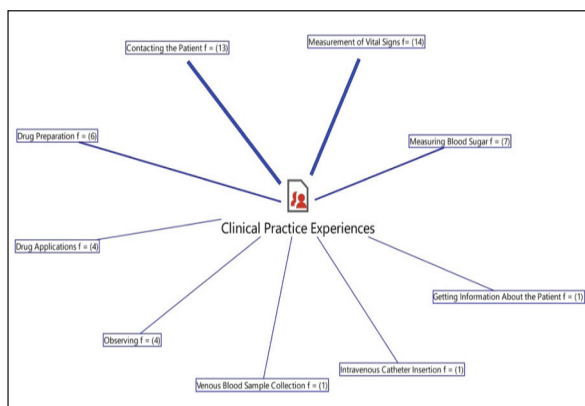 Contacting the Patient f = (13)
Measurement of Vital Signs f= (14)
Drug Preparation f = (6)
Measuring Blood Sugar f = (7)
Clinical Practice Experiences
Drug Applications f = (4)
Getting Information About the Patient f = (1)
Observing f = (4)
Intravenous Catheter Insertion f = (1)
Venous Blood Sample Collection f = (1)